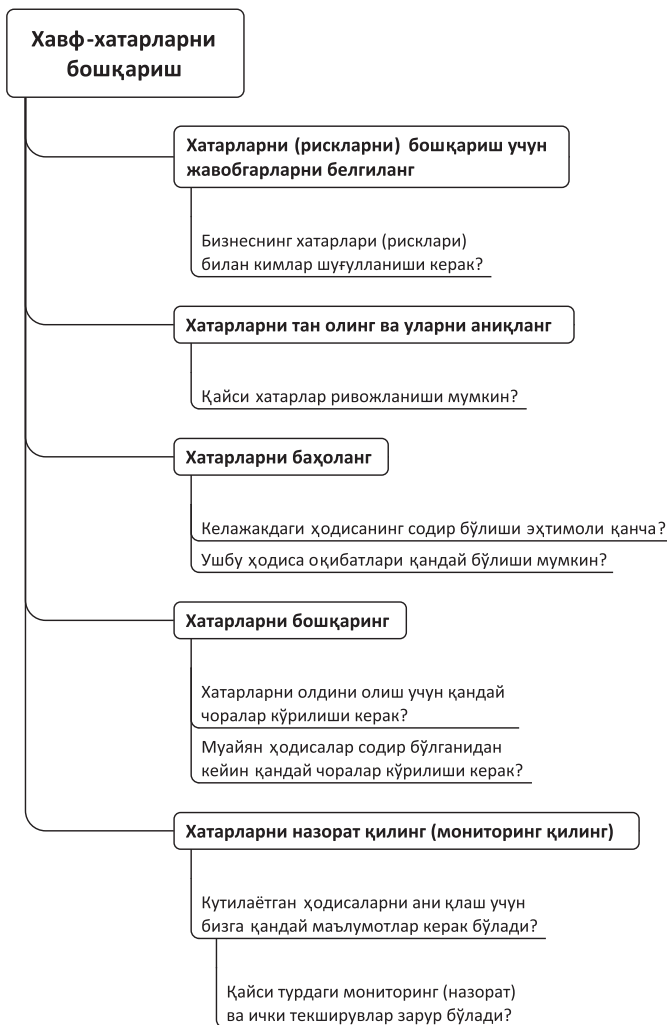 Хавф-хатарларни
бошқариш
Хатарларни (рискларни) бошқариш учун
жавобгарларни белгиланг
Бизнеснинг хатарлари (рисклари)
билан кимлар шуғулланиши керак?
Хатарларни тан олинг ва уларни аниқланг
Қайси хатарлар ривожланиши мумкин?
Хатарларни баҳоланг
Келажакдаги ҳодисанинг содир бўлиши эҳтимоли қанча?
Ушбу ҳодиса оқибатлари қандай бўлиши мумкин?
Хатарларни бошқаринг
Хатарларни олдини олиш учун қандай
чоралар кўрилиши керак?
Муайян ҳодисалар содир бўлганидан
кейин қандай чоралар кўрилиши керак?
Хатарларни назорат қилинг (мониторинг қилинг)
Кутилаётган ҳодисаларни ани қлаш учун
бизга қандай маълумотлар керак бўлади?
Қайси турдаги мониторинг (назорат)
ва ички текширувлар зарур бўлади?